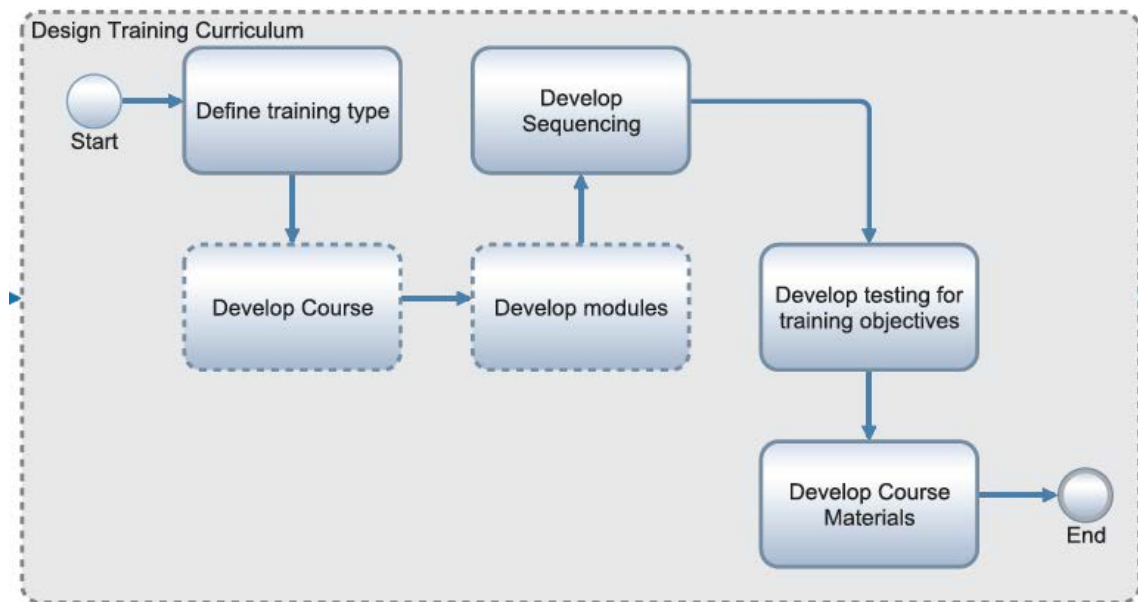 Design Training Curriculum
Start
Define training type
Develop Course
Develop modules
Develop
Sequencing
Develop testing for
training objectives
Develop Course
Materials
End